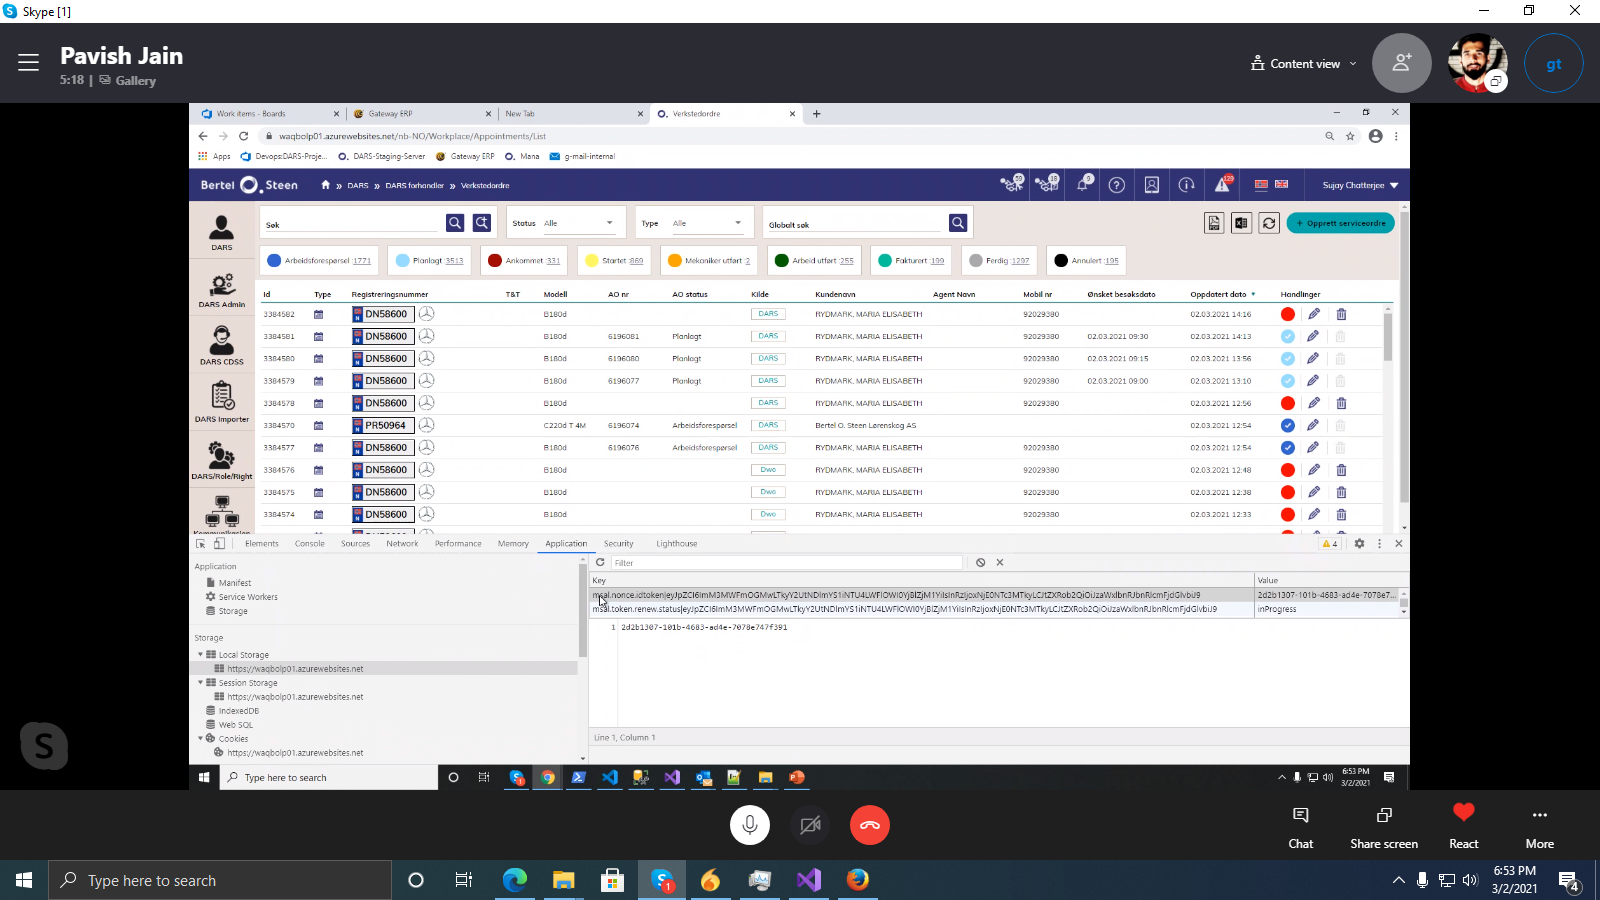 Skype [1]
Pavish Jain
5:18 | Gallery
Content view
gt
Work items - Boards
Gateway ERP
New Tab
Verkstedordre
waqbolp01.azurewebsites.net/nb-NO/Workplace/Appointments/List
Apps Devops:DARS-Proje... DARS-Staging-Server Gateway ERP Mana g-mail-internal
Bertel O. Steen
DARS » DARS forhandler » Verkstedordre
59 18 9 129
Sujay Chatterjee
DARS
DARS Admin
DARS CDSS
DARS Importer
DARS/Role/Right
Søk
Status Alle
Type Alle
Globalt søk
+ Opprett serviceordre
Arbeidsforespørsel :1771
Planlagt :3513
Ankommet :331
Startet :869
Mekaniker utført :2
Arbeid utført :255
Fakturert :199
Ferdig :1297
Annulert :195
Id Type Registreringsnummer T&T Modell AO nr AO status Kilde Kundenavn Agent Navn Mobil nr Ønsket besøksdato Oppdatert dato Handlinger
3384582 DN58600 B180d DARS RYDMARK, MARIA ELISABETH 92029380 02.03.2021 14:16
3384581 DN58600 B180d 6196081 Planlagt DARS RYDMARK, MARIA ELISABETH 92029380 02.03.2021 09:30 02.03.2021 14:13
3384580 DN58600 B180d 6196080 Planlagt DARS RYDMARK, MARIA ELISABETH 92029380 02.03.2021 09:15 02.03.2021 13:56
3384579 DN58600 B180d 6196077 Planlagt DARS RYDMARK, MARIA ELISABETH 92029380 02.03.2021 09:00 02.03.2021 13:10
3384578 DN58600 B180d DARS RYDMARK, MARIA ELISABETH 92029380 02.03.2021 12:56
3384570 PR50964 C220d T 4M 6196074 Arbeidsforespørsel DARS Bertel O. Steen Lørenskog AS 02.03.2021 12:54
3384577 DN58600 B180d 6196076 Arbeidsforespørsel DARS RYDMARK, MARIA ELISABETH 92029380 02.03.2021 12:54
3384576 DN58600 B180d Dwo RYDMARK, MARIA ELISABETH 92029380 02.03.2021 12:48
3384575 DN58600 B180d Dwo RYDMARK, MARIA ELISABETH 92029380 02.03.2021 12:38
3384574 DN58600 B180d Dwo RYDMARK, MARIA ELISABETH 92029380 02.03.2021 12:33
Elements Console Sources Network Performance Memory Application Security Lighthouse 4
Application
Manifest
Service Workers
Storage
Storage
Local Storage
https://waqbolp01.azurewebsites.net
Session Storage
https://waqbolp01.azurewebsites.net
IndexedDB
Web SQL
Cookies
https://waqbolp01.azurewebsites.net
Filter
Key Value
2d2b1307-101b-4683-ad4e-7078e7...
inProgress
1 2d2b1307-101b-4683-ad4e-7078e747f391
Line 1, Column 1
Type here to search
6:53 PM
3/2/2021
Chat
Share screen
React
More
Type here to search
6:53 PM
3/2/2021
4